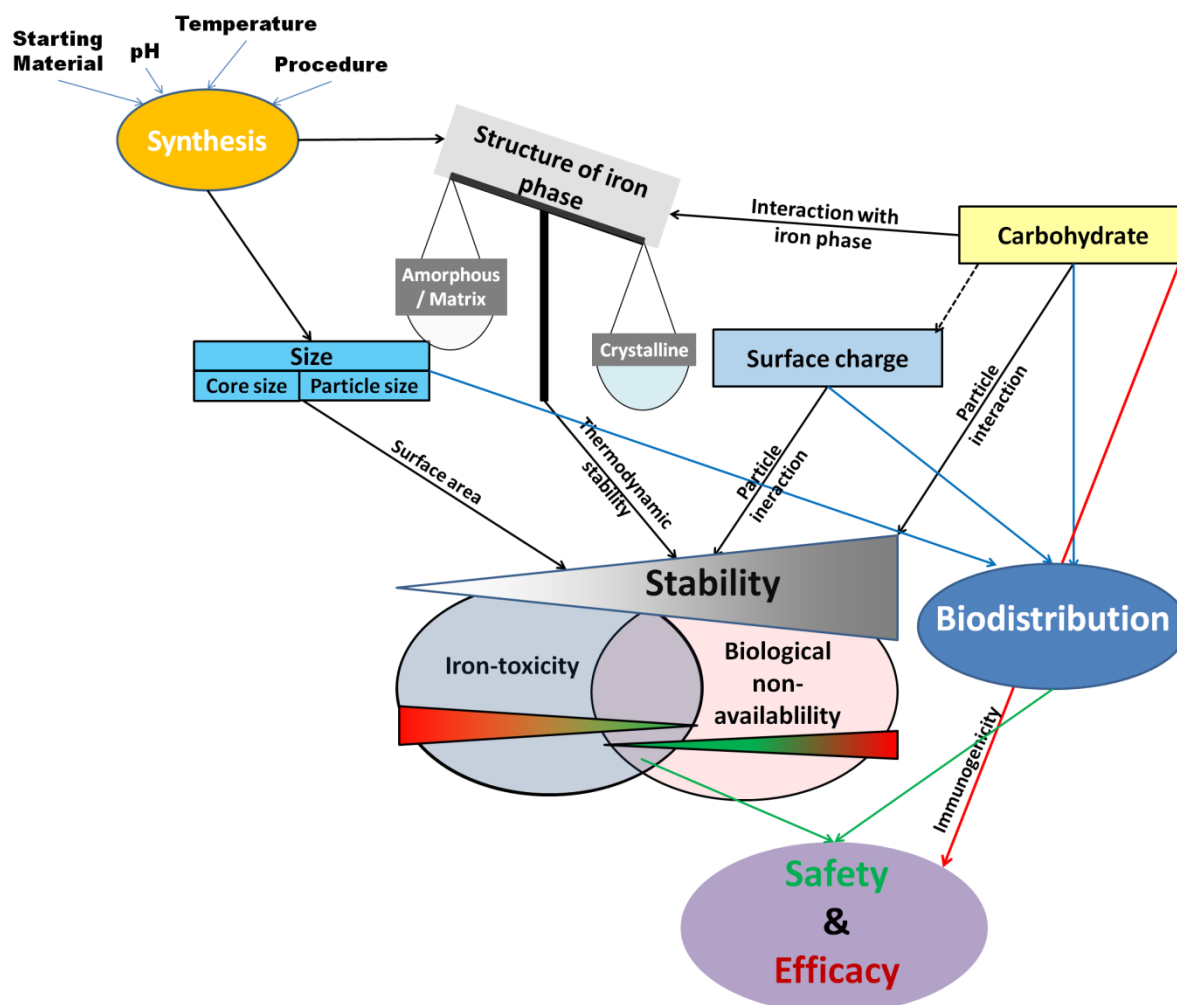 Temperature
Starting
Material
pH
Procedure
Synthesis
Structure of iron
phase
Interaction with
iron phase
Carbohydrate
Amorphous
/ Matrix
Crystalline
Size
Core size
Particle size
Surface charge
Surface area
Thermodynamic
stability
Particle
ineraction
Particle
interaction
Stability
Biodistribution
Iron-toxicity
Biological
non-
availablility
Immunogenicity
Safety
&
Efficacy